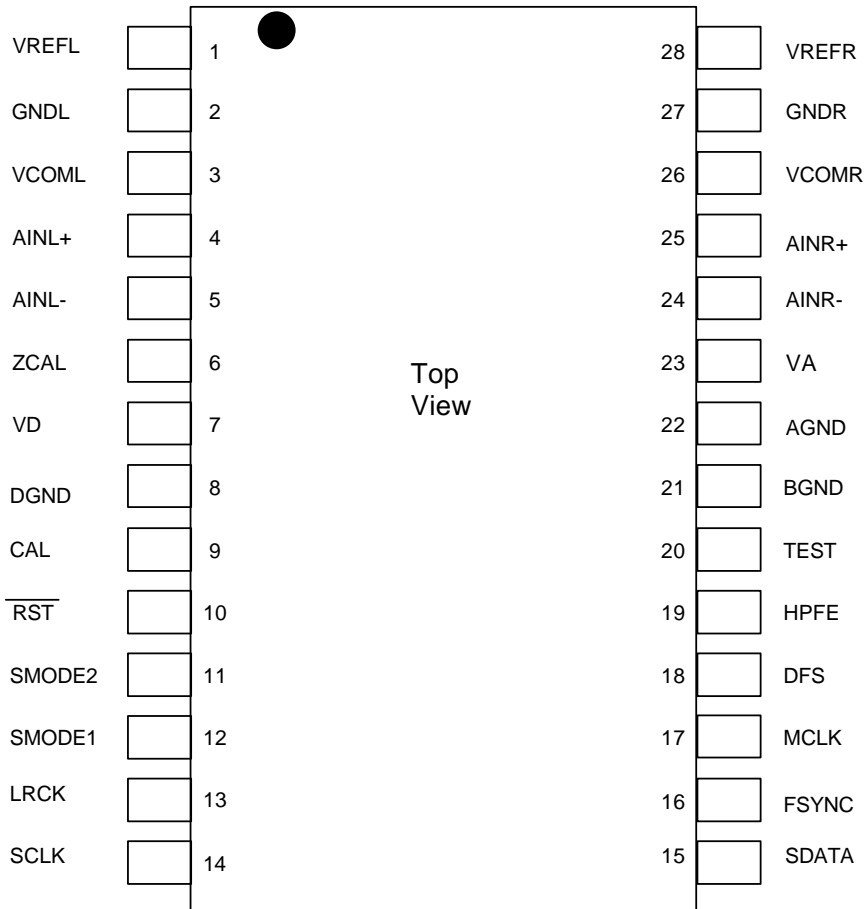 VREFL 1 28 VREFR
GNDL 2 27 GNDR
VCOML 3 26 VCOMR
AINL+ 4 25 AINR+
AINL- 5 24 AINR-
ZCAL 6 Top 23 VA
View
VD 7 22 AGND
DGND 8 21 BGND
CAL 9 20 TEST
RST 10 19 HPFE
SMODE2 11 18 DFS
SMODE1 12 17 MCLK
LRCK 13 16 FSYNC
SCLK 14 15 SDATA